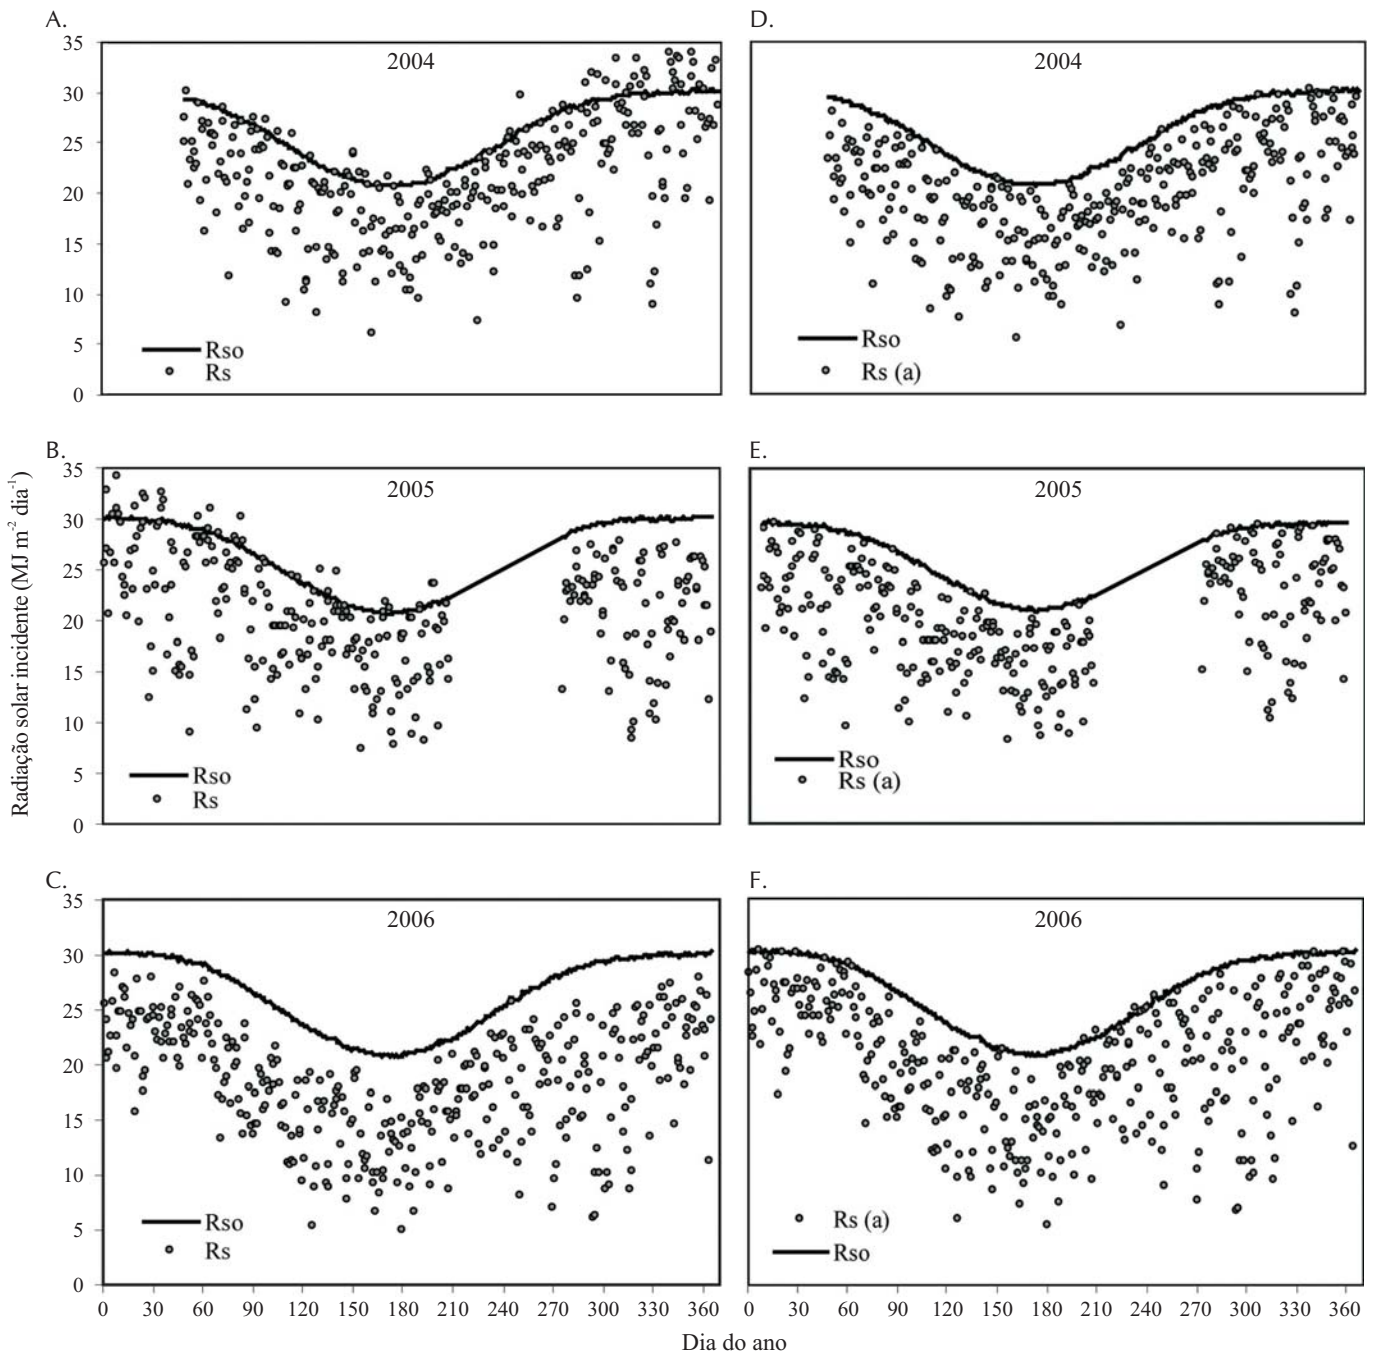 A.
D.
35
30
25
20
15
10
5
0
2004
Rso
Rs
2004
Rso
Rs (a)
B.
E.
Radiação solar incidente (MJ m⁻² dia⁻¹)
35
30
25
20
15
10
5
0
2005
Rso
Rs
2005
Rso
Rs (a)
C.
F.
35
30
25
20
15
10
5
0
2006
Rso
Rs
2006
Rs (a)
Rso
0 30 60 90 120 150 180 210 240 270 300 330 360
0 30 60 90 120 150 180 210 240 270 300 330 360
Dia do ano